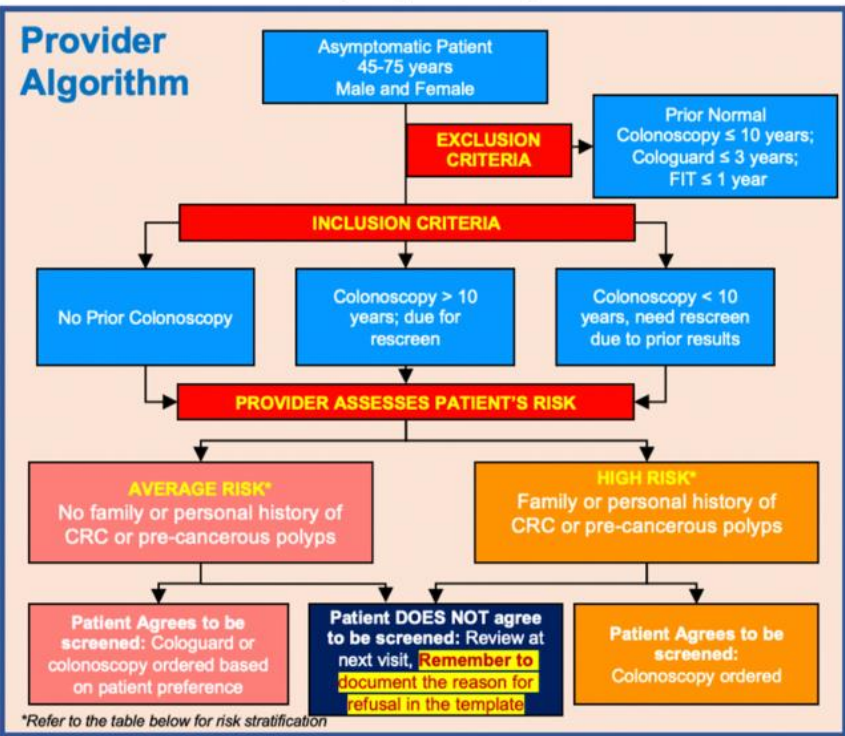 Provider
Algorithm
Asymptomatic Patient
45-75 years
Male and Female
EXCLUSION
CRITERIA
Prior Normal
Colonoscopy ≤ 10 years;
Cologuard ≤ 3 years;
FIT ≤ 1 year
INCLUSION CRITERIA
No Prior Colonoscopy
Colonoscopy > 10
years; due for
rescreen
Colonoscopy < 10
years, need rescreen
due to prior results
PROVIDER ASSESSES PATIENT'S RISK
AVERAGE RISK*
No family or personal history of
CRC or pre-cancerous polyps
HIGH RISK*
Family or personal history of
CRC or pre-cancerous polyps
Patient Agrees to be
screened: Cologuard or
colonoscopy ordered based
on patient preference
Patient DOES NOT agree
to be screened: Review at
next visit, Remember to
document the reason for
refusal in the template
Patient Agrees to be
screened:
Colonoscopy ordered
*Refer to the table below for risk stratification